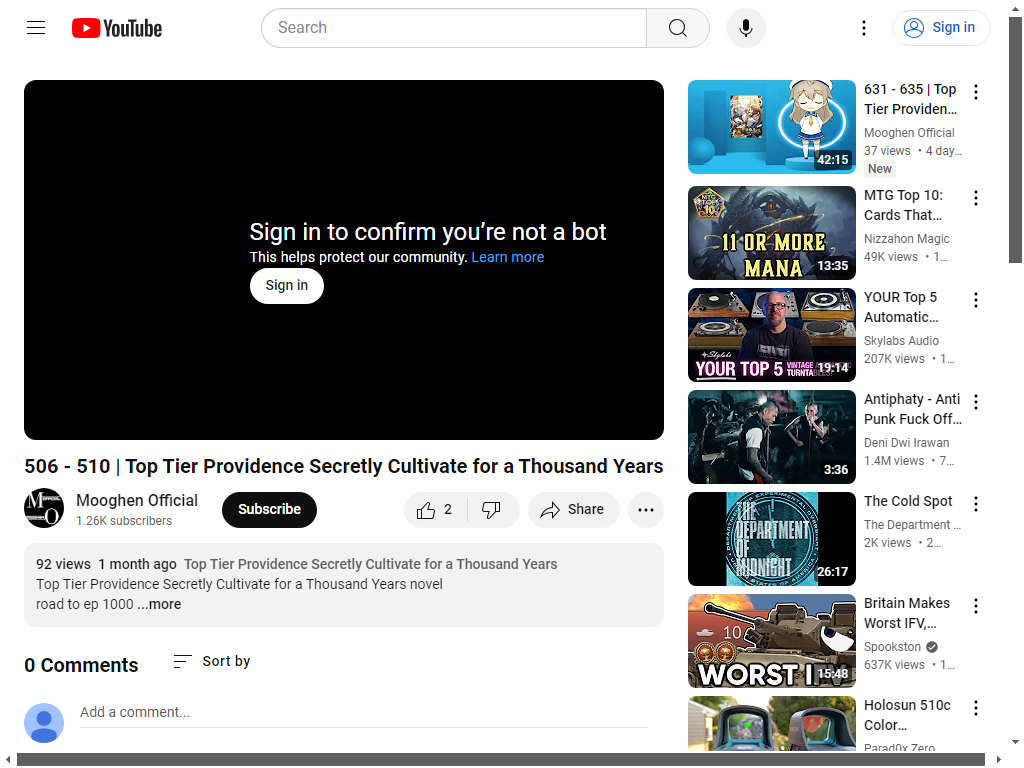 YouTube
Search
Sign in
Sign in to confirm you’re not a bot
This helps protect our community. Learn more
Sign in
506 - 510 | Top Tier Providence Secretly Cultivate for a Thousand Years
Mooghen Official
1.26K subscribers
Subscribe
2
Share
92 views 1 month ago Top Tier Providence Secretly Cultivate for a Thousand Years
Top Tier Providence Secretly Cultivate for a Thousand Years novel
road to ep 1000 ...more
0 Comments
Sort by
Add a comment...
42:15
631 - 635 | Top
Tier Providen...
Mooghen Official
37 views • 4 day...
New
MTG TOP 10
11 OR MORE
MANA
13:35
MTG Top 10:
Cards That...
Nizzahon Magic
49K views • 1...
Skylabs
YOUR TOP 5
VINTAGE
19:14
YOUR Top 5
Automatic...
Skylabs Audio
207K views • 1...
3:36
Antiphaty - Anti
Punk Fuck Off...
Deni Dwi Irawan
1.4M views • 7...
THE
DEPARTMENT
OF
MIDNIGHT
26:17
The Cold Spot
The Department ...
2K views • 2...
10
WORST IFV
15:48
Britain Makes
Worst IFV,...
Spookston
637K views • 1...
Holosun 510c
Color...
Parad0x Zero